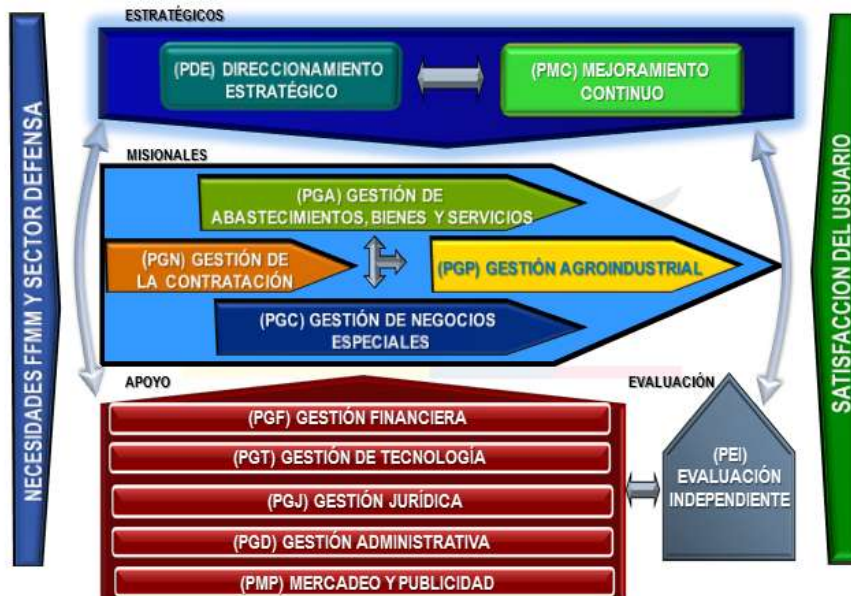 ESTRATÉGICOS
(PDE) DIRECCIONAMIENTO
ESTRATÉGICO
(PMC) MEJORAMIENTO
CONTINUO
NECESIDADES FFMM Y SECTOR DEFENSA
MISIONALES
(PGA) GESTIÓN DE
ABASTECIMIENTOS, BIENES Y SERVICIOS
(PGN) GESTIÓN DE
LA CONTRATACIÓN
(PGP) GESTIÓN AGROINDUSTRIAL
(PGC) GESTIÓN DE NEGOCIOS
ESPECIALES
SATISFACCION DEL USUARIO
APOYO
(PGF) GESTIÓN FINANCIERA
(PGT) GESTIÓN DE TECNOLOGÍA
(PGJ) GESTIÓN JURÍDICA
(PGD) GESTIÓN ADMINISTRATIVA
(PMP) MERCADEO Y PUBLICIDAD
EVALUACIÓN
(PEI)
EVALUACIÓN
INDEPENDIENTE